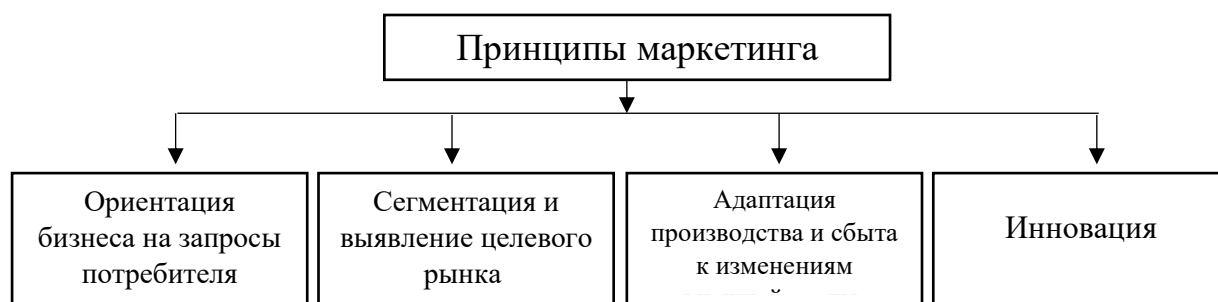 Принципы маркетинга
Ориентация
бизнеса на запросы
потребителя
Сегментация и
выявление целевого
рынка
Адаптация
производства и сбыта
к изменениям
Инновация